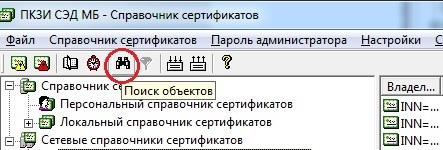 ПКЗИ СЭД МБ - Справочник сертификатов
Файл Справочник сертификатов Пароль администратора Настройки С
Поиск объектов
Справочник се
Персональный справочник сертификатов
Локальный справочник сертификатов
Сетевые справочники сертификатов
Владел...
INN=...
INN=...
INN=...